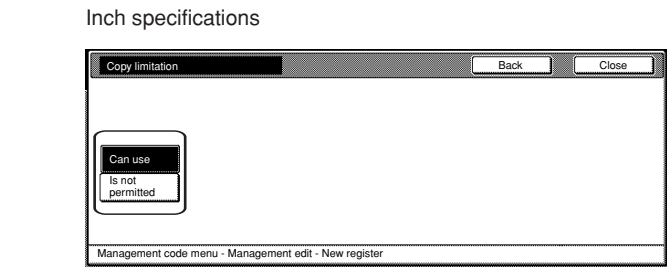 Inch specifications
Copy limitation Back Close
Can use
Is not
permitted
Management code menu - Management edit - New register